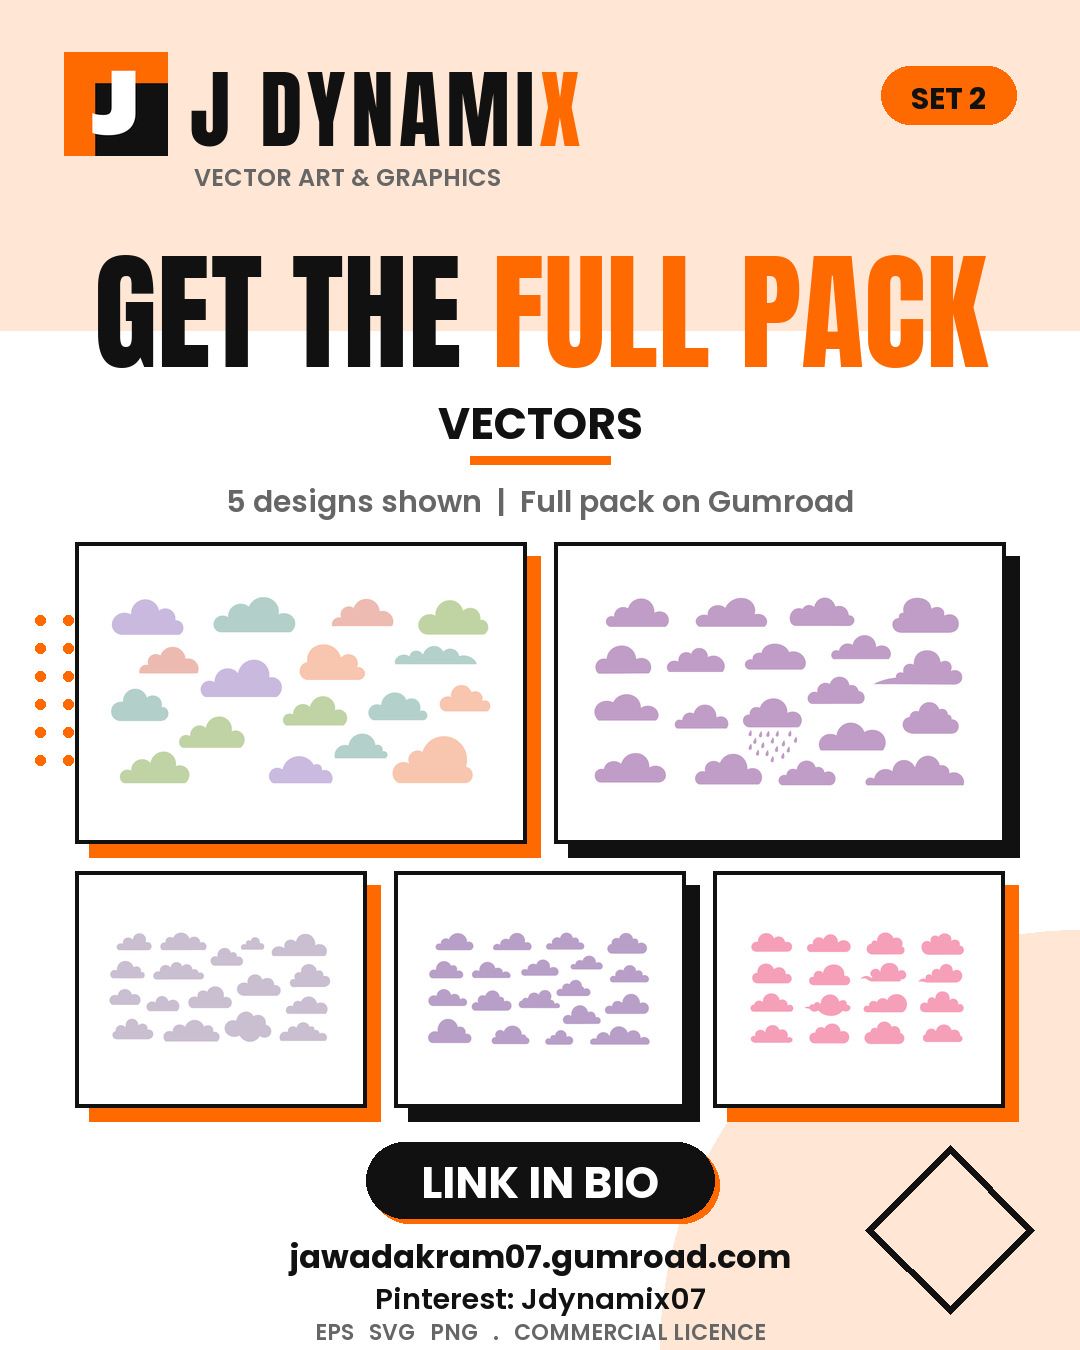 J
J DYNAMIX
VECTOR ART & GRAPHICS
SET 2
GET THE FULL PACK
VECTORS
5 designs shown | Full pack on Gumroad
LINK IN BIO
jawadakram07.gumroad.com
Pinterest: Jdynamix07
EPS SVG PNG . COMMERCIAL LICENCE